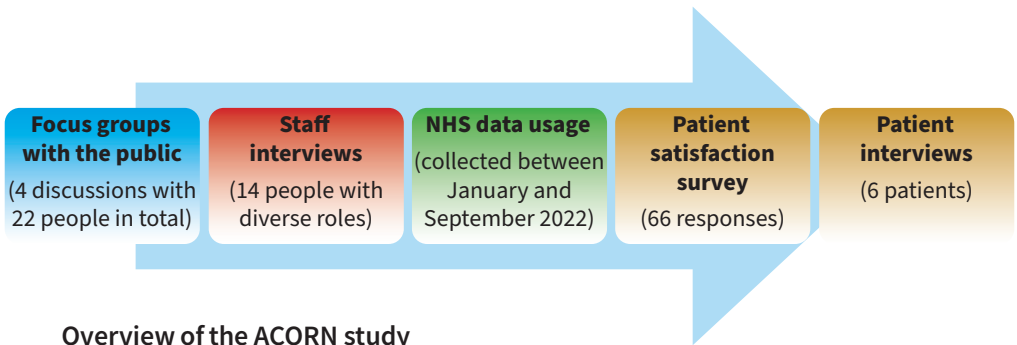 Focus groups
with the public
(4 discussions with
22 people in total)
Staff
interviews
(14 people with
diverse roles)
NHS data usage
(collected between
January and
September 2022)
Patient
satisfaction
survey
(66 responses)
Patient
interviews
(6 patients)
Overview of the ACORN study